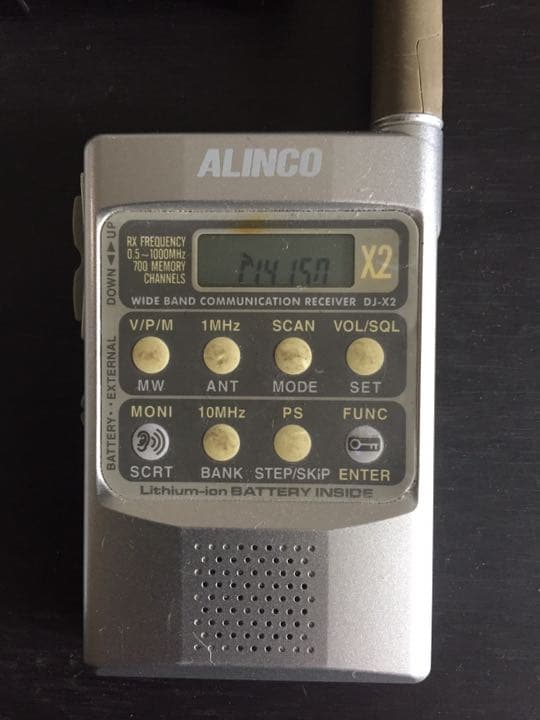 ALINCO
RX FREQUENCY
0.5~1000MHz
700 MEMORY
CHANNELS
X2
WIDE BAND COMMUNICATION RECEIVER DJ-X2
DOWN ◄► UP
BATTERY··EXTERNAL
V/P/M 1MHz SCAN VOL/SQL
MW ANT MODE SET
MONI 10MHz PS FUNC
SCRT BANK STEP/SKiP ENTER
Lithium-ion BATTERY INSIDE